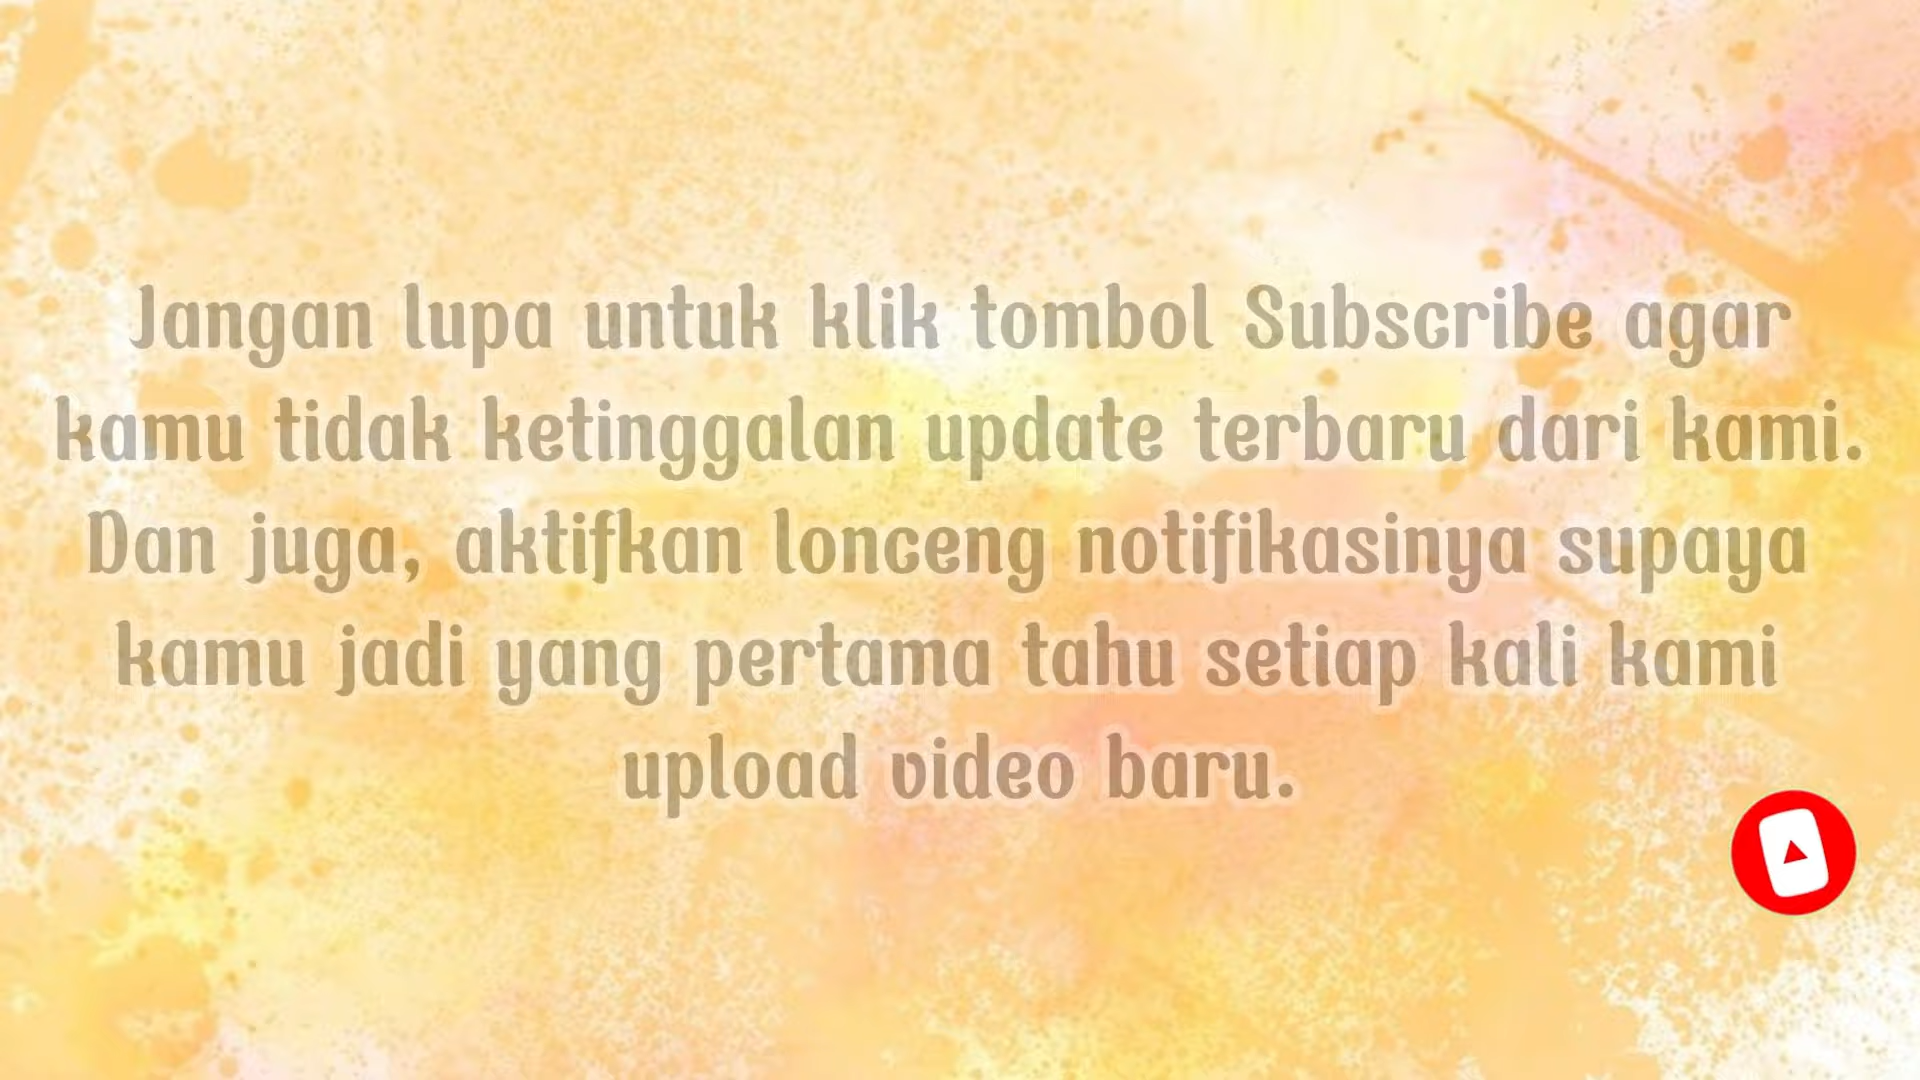 Jangan lupa untuk klik tombol Subscribe agar
kamu tidak ketinggalan update terbaru dari kami.
Dan juga, aktifkan lonceng notifikasinya supaya
kamu jadi yang pertama tahu setiap kali kami
upload video baru.